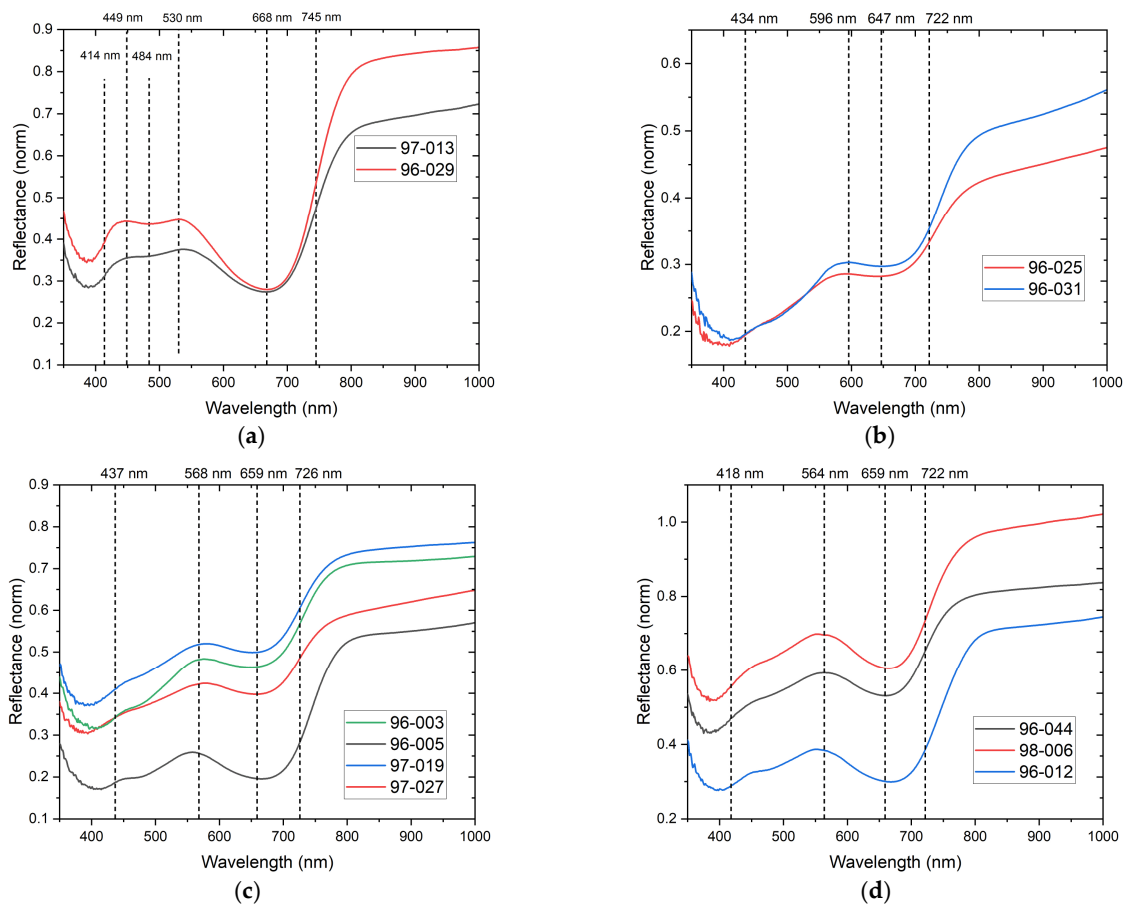 449 nm 530 nm 668 nm 745 nm
414 nm 484 nm
0.9
0.8
0.7
0.6
0.5
0.4
0.3
0.2
0.1
Reflectance (norm)
97-013
96-029
400 500 600 700 800 900 1000
Wavelength (nm)
(a)
434 nm 596 nm 647 nm 722 nm
0.6
0.5
0.4
0.3
0.2
Reflectance (norm)
96-025
96-031
400 500 600 700 800 900 1000
Wavelength (nm)
(b)
437 nm 568 nm 659 nm 726 nm
0.9
0.8
0.7
0.6
0.5
0.4
0.3
0.2
0.1
Reflectance (norm)
96-003
96-005
97-019
97-027
400 500 600 700 800 900 1000
Wavelength (nm)
(c)
418 nm 564 nm 659 nm 722 nm
1.0
0.8
0.6
0.4
0.2
Reflectance (norm)
96-044
98-006
96-012
400 500 600 700 800 900 1000
Wavelength (nm)
(d)